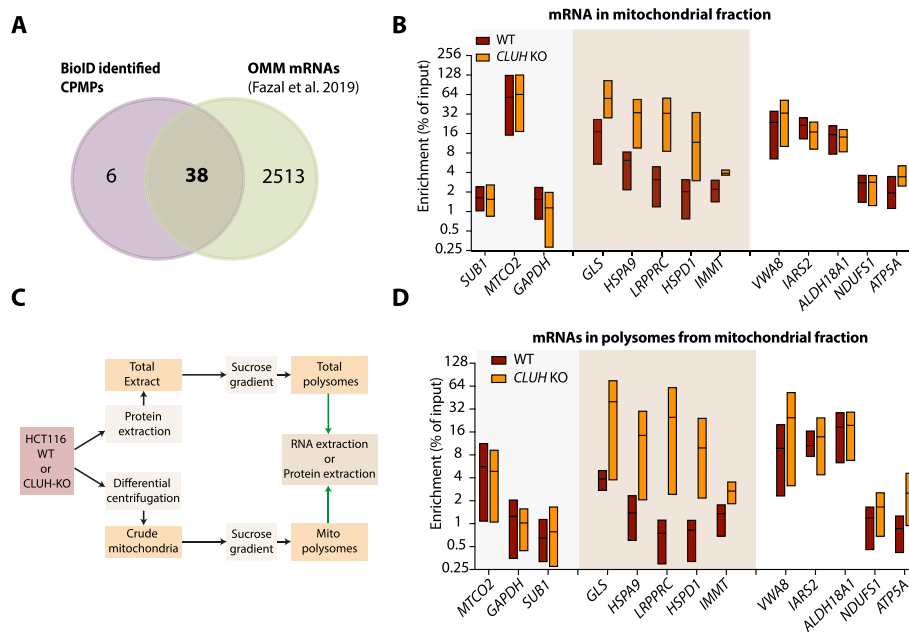 A
BioID identified
CPMPs
OMM mRNAs
(Fazal et al. 2019)
6
38
2513
B
mRNA in mitochondrial fraction
WT
CLUH KO
Enrichment (% of input)
256
128
64
32
16
8
4
2
1
0.5
0.25
SUB1
MTCO2
GAPDH
GLS
HSPA9
LRPPRC
HSPD1
IMMT
VWA8
IARS2
ALDH18A1
NDUFS1
ATP5A
C
HCT116
WT
or
CLUH-KO
Protein
extraction
Total
Extract
Sucrose
gradient
Total
polysomes
RNA extraction
or
Protein extraction
Differential
centrifugation
Crude
mitochondria
Sucrose
gradient
Mito
polysomes
D
mRNAs in polysomes from mitochondrial fraction
WT
CLUH KO
Enrichment (% of input)
128
64
32
16
8
4
2
1
0.5
0.25
MTCO2
GAPDH
SUB1
GLS
HSPA9
LRPPRC
HSPD1
IMMT
VWA8
IARS2
ALDH18A1
NDUFS1
ATP5A